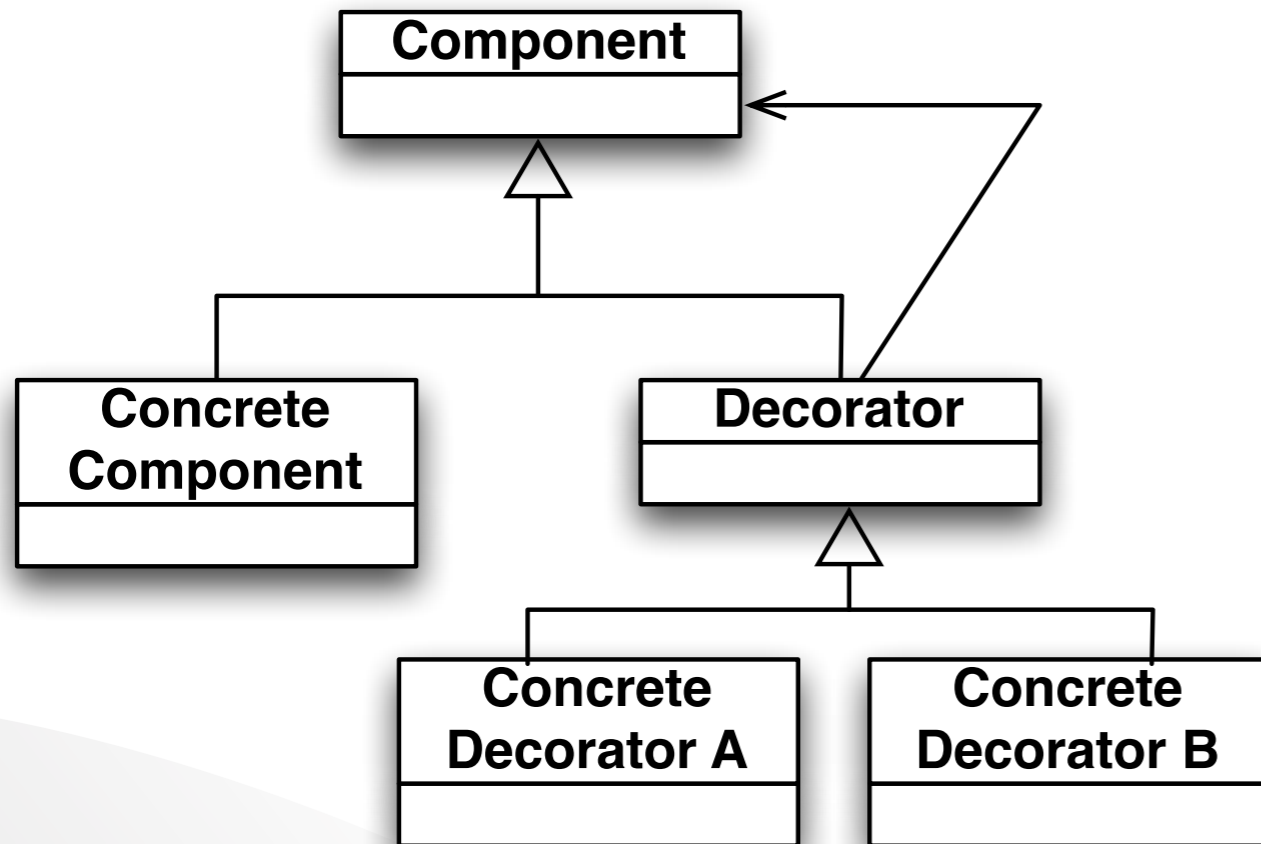 Component
Concrete
Component
Decorator
Concrete
Decorator A
Concrete
Decorator B